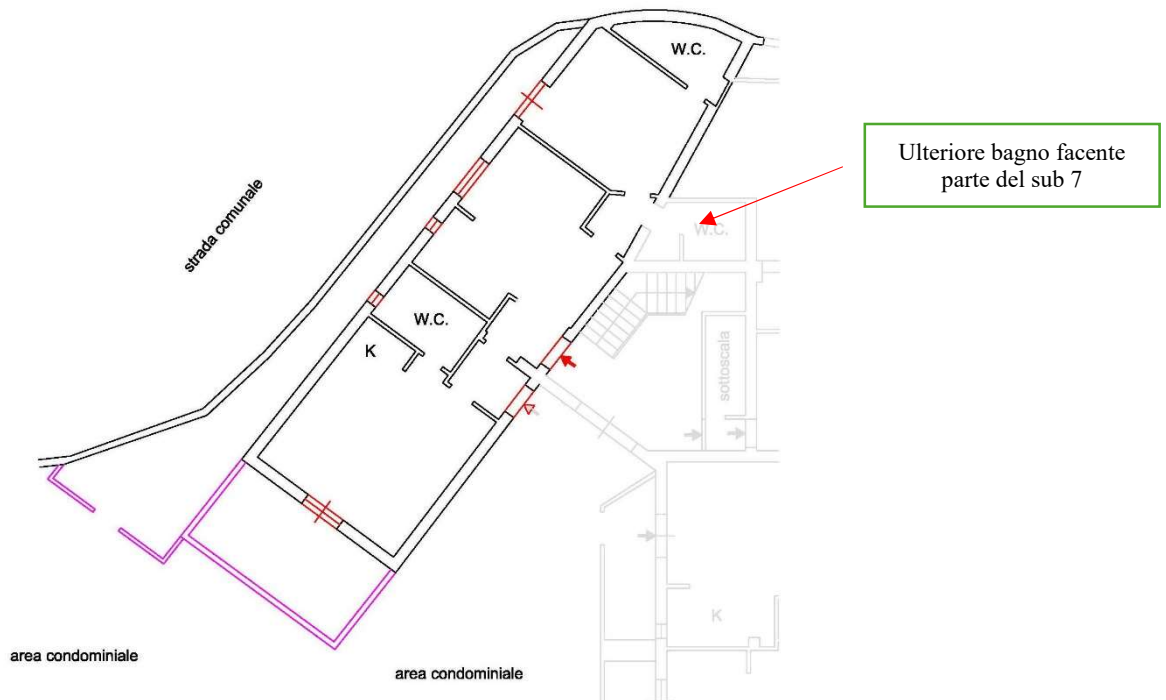 W.C.
Ulteriore bagno facente
parte del sub 7
strada comunale
W.C.
W.C.
K
sottoscala
K
area condominiale
area condominiale